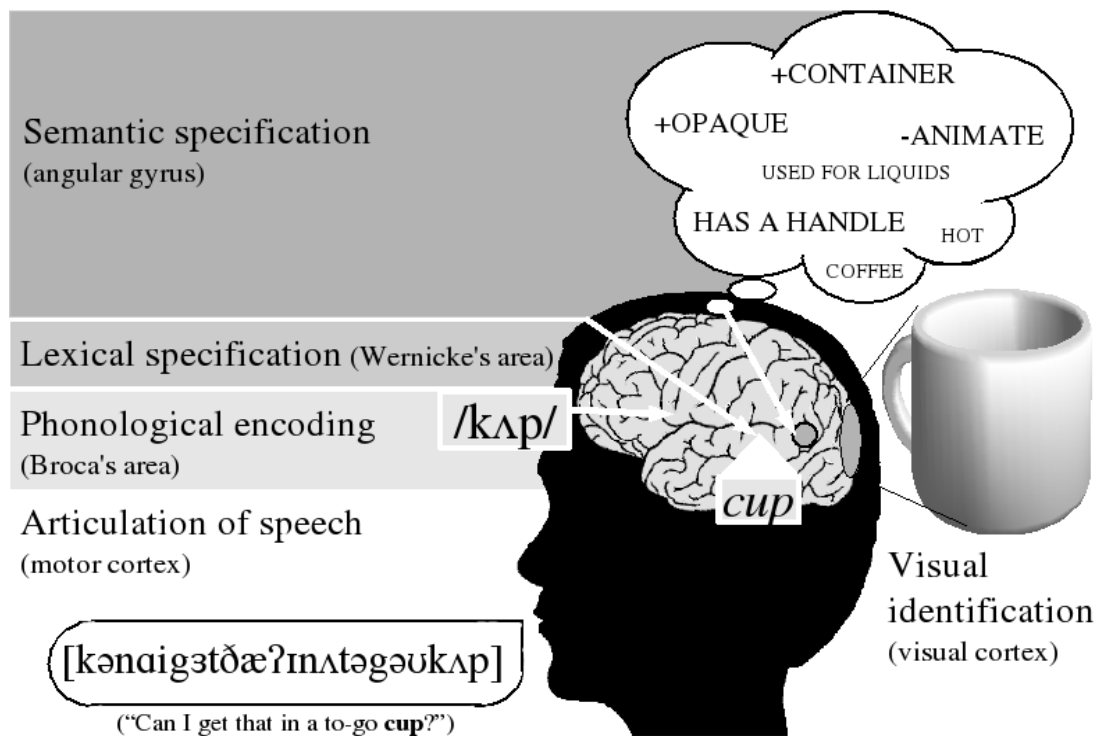 +CONTAINER
+OPAQUE
-ANIMATE
USED FOR LIQUIDS
HAS A HANDLE
HOT
COFFEE
Semantic specification
(angular gyrus)
Lexical specification (Wernicke's area)
Phonological encoding
(Broca's area)
/kʌp/
cup
Articulation of speech
(motor cortex)
Visual
identification
(visual cortex)
[kənɑigɜtðæʔɪnʌtəgəʊkʌp]
(“Can I get that in a to-go cup?”)